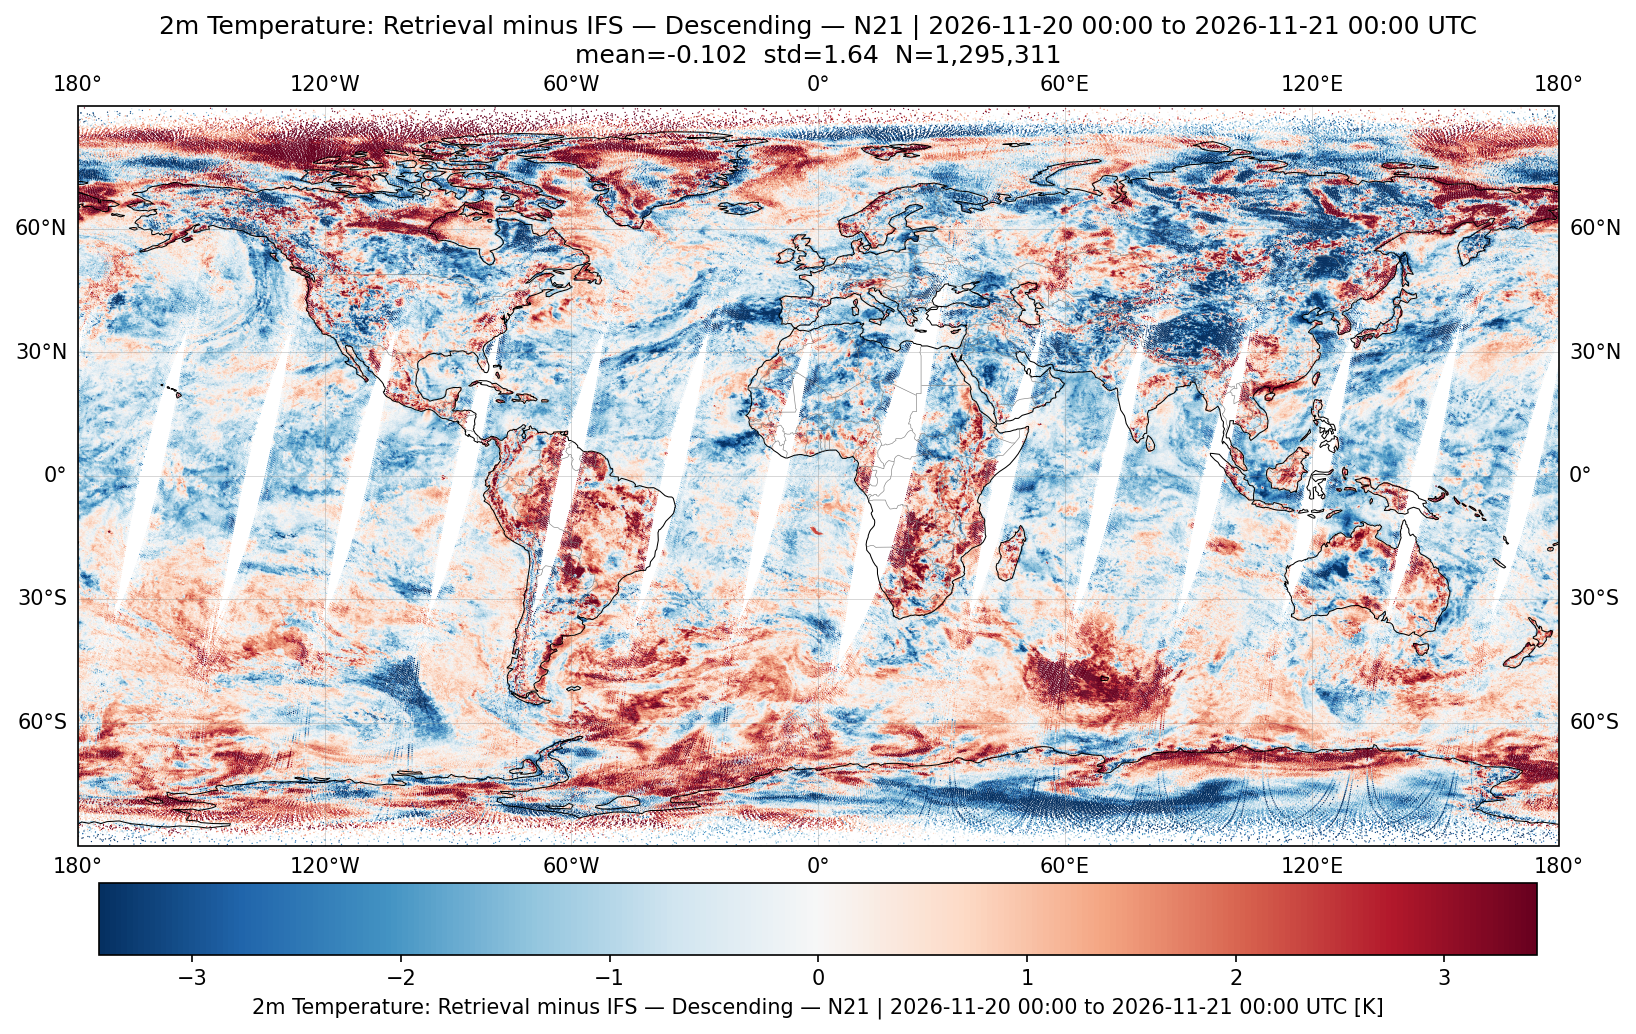 2m Temperature: Retrieval minus IFS — Descending — N21 | 2026-11-20 00:00 to 2026-11-21 00:00 UTC
mean=-0.102 std=1.64 N=1,295,311
180° 120°W 60°W 0° 60°E 120°E 180°
60°N 60°N
30°N 30°N
0° 0°
30°S 30°S
60°S 60°S
180° 120°W 60°W 0° 60°E 120°E 180°
−3 −2 −1 0 1 2 3
2m Temperature: Retrieval minus IFS — Descending — N21 | 2026-11-20 00:00 to 2026-11-21 00:00 UTC [K]